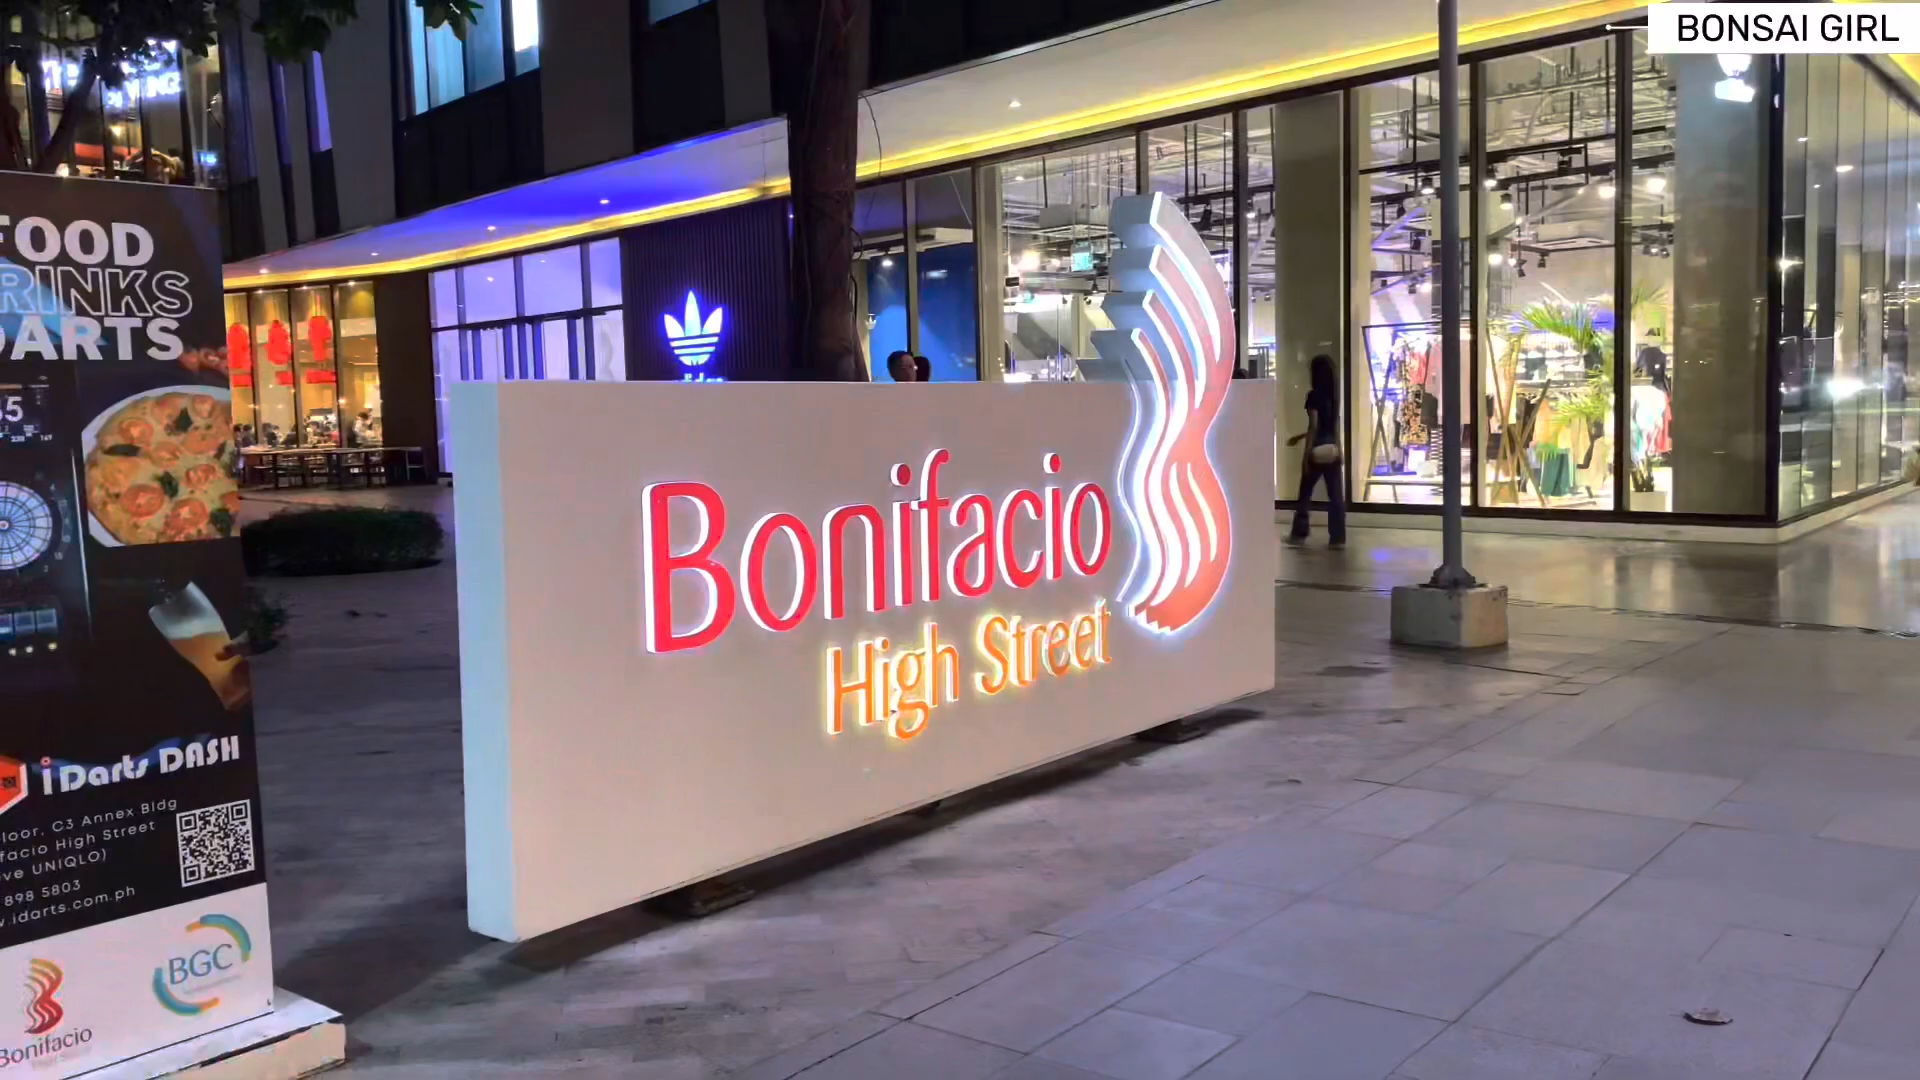 BONSAI GIRL
FOOD
RINKS
DARTS
iDarts DASH
loor, C3 Annex Bldg
facio High Street
ve UNIQLO)
898 5803
.idarts.com.ph
BGC
Bonifacio
Bonifacio
High Street